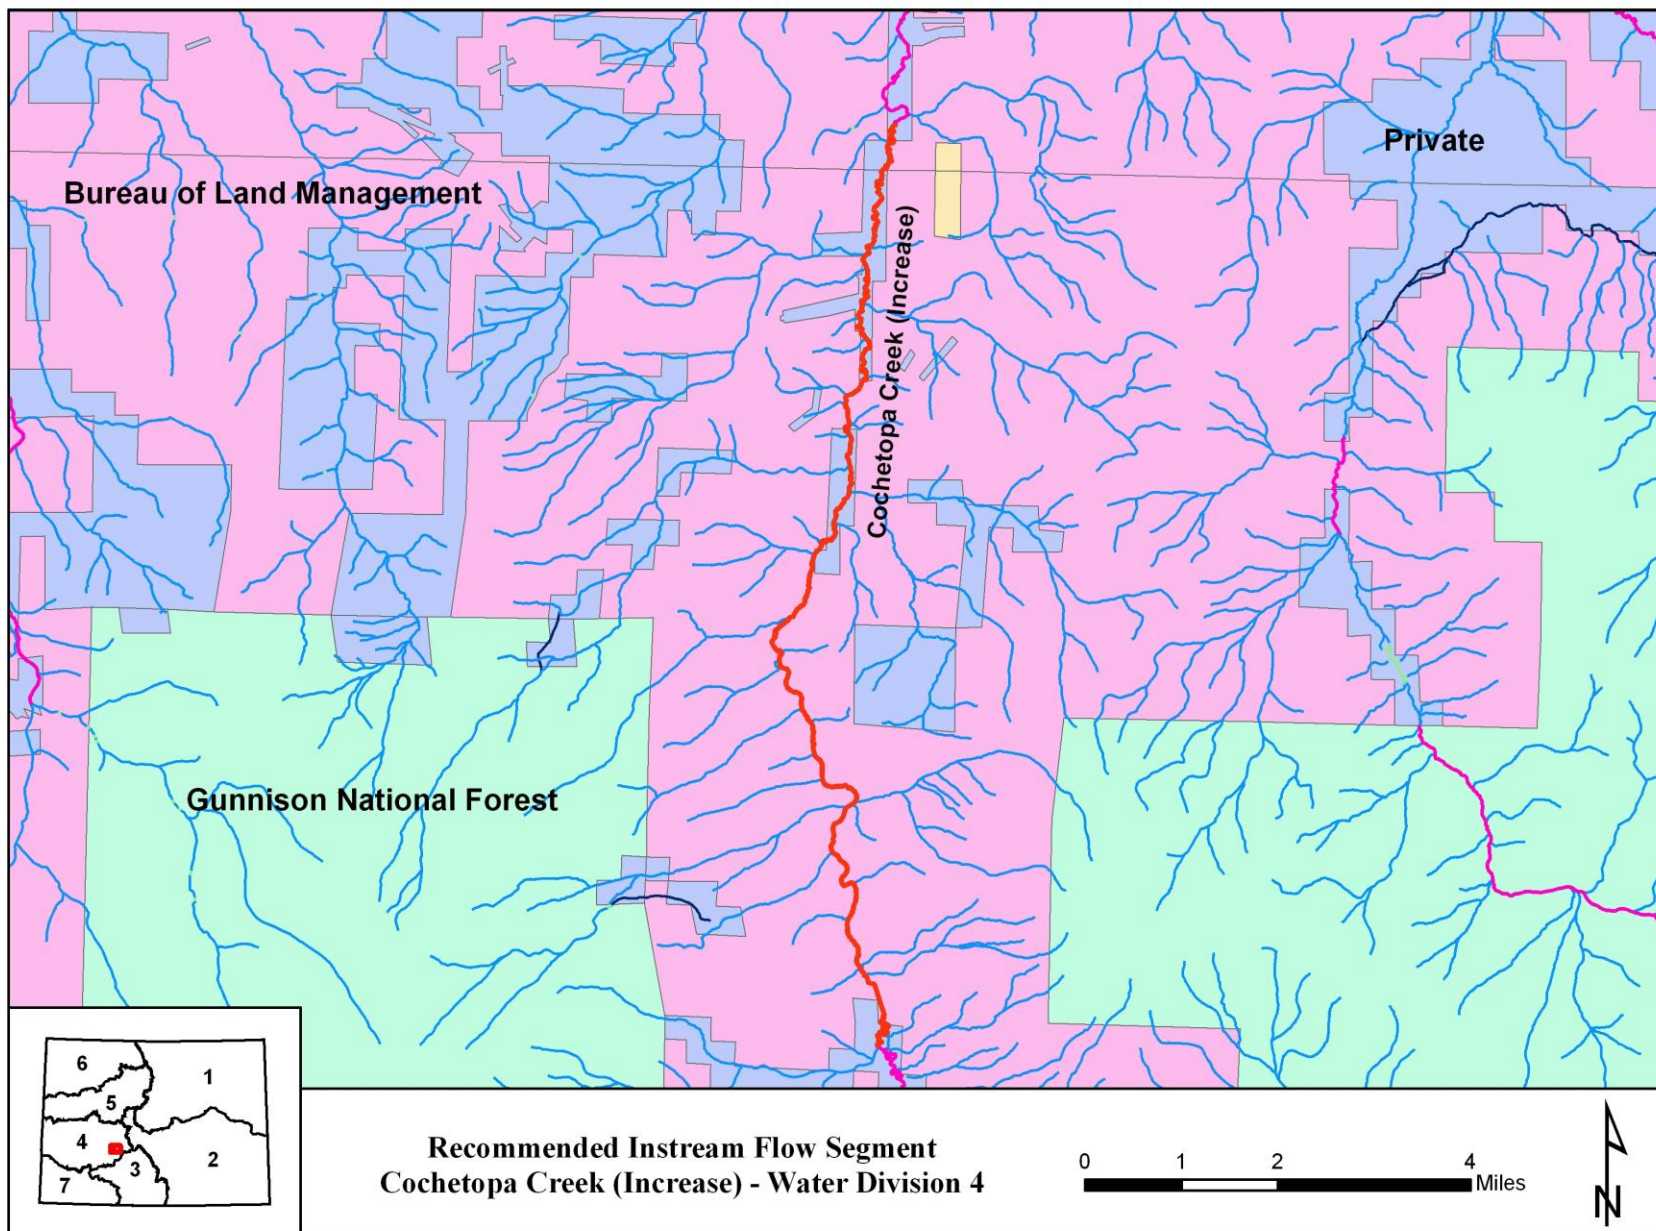 Private
Bureau of Land Management
Cochetopa Creek (Increase)
Gunnison National Forest
6
1
5
4
2
3
7
Recommended Instream Flow Segment
Cochetopa Creek (Increase) - Water Division 4
0 1 2 4
Miles
N